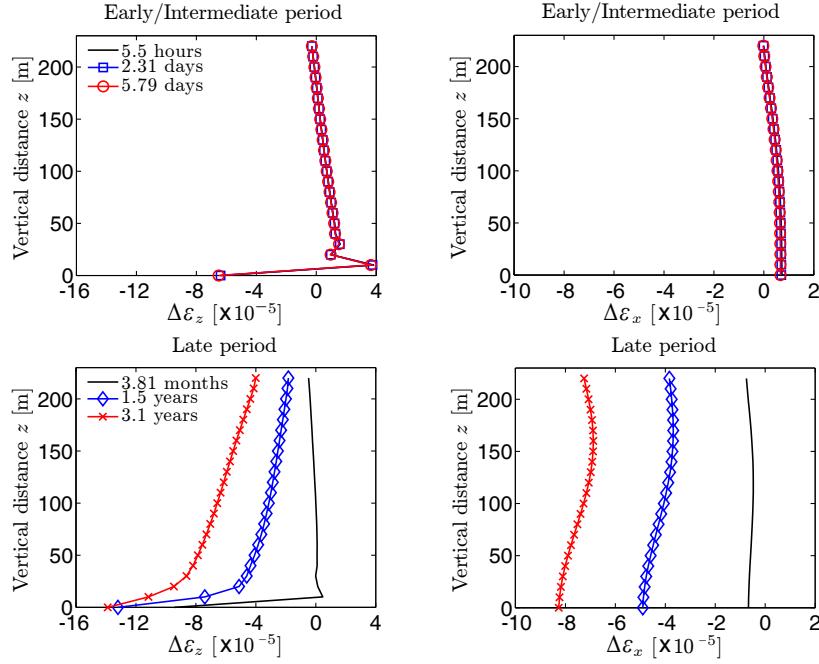 Early/Intermediate period
5.5 hours
2.31 days
5.79 days
200
150
100
50
0
Vertical distance z [m]
-16 -12 -8 -4 0 4
Δε_z [×10^-5]
Early/Intermediate period
200
150
100
50
0
Vertical distance z [m]
-10 -8 -6 -4 -2 0 2
Δε_x [×10^-5]
Late period
3.81 months
1.5 years
3.1 years
200
150
100
50
0
Vertical distance z [m]
-16 -12 -8 -4 0 4
Δε_z [×10^-5]
Late period
200
150
100
50
0
Vertical distance z [m]
-10 -8 -6 -4 -2 0 2
Δε_x [×10^-5]